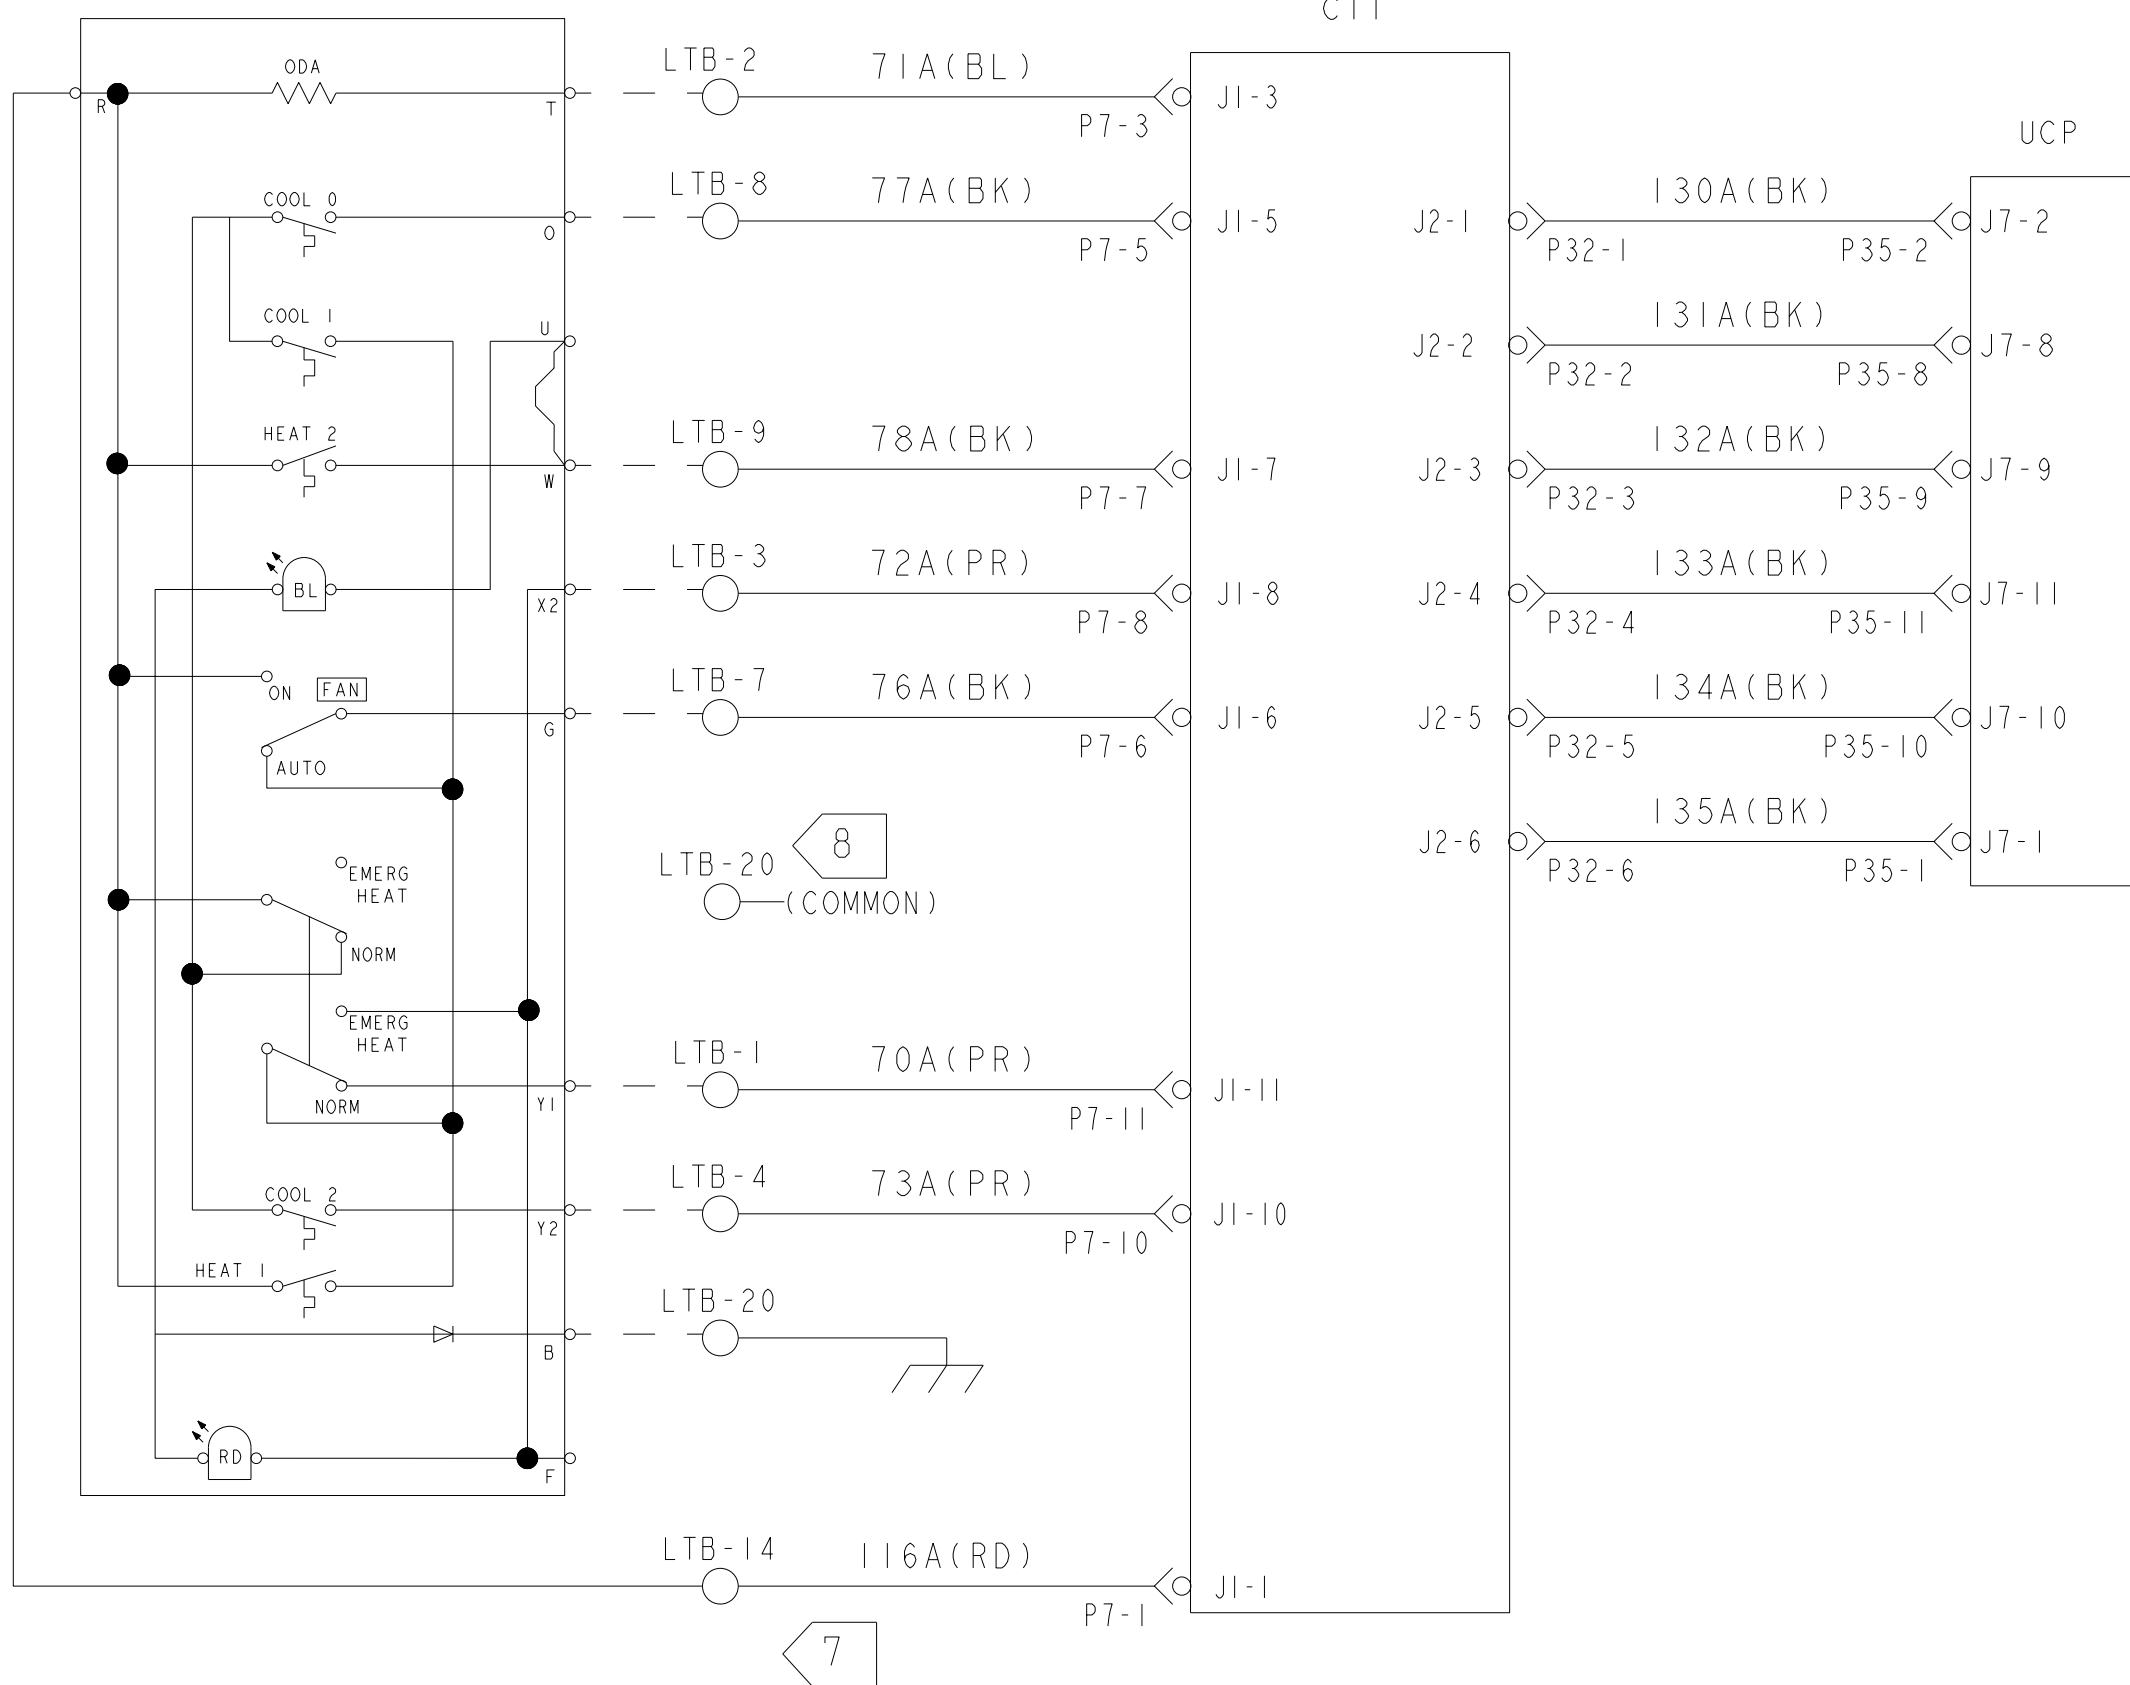 CTI
LTB-2
71A(BL)
P7-3
J1-3
ODA
R
T
UCP
COOL 0
O
LTB-8
77A(BK)
P7-5
J1-5
J2-1
P32-1
130A(BK)
P35-2
J7-2
COOL 1
U
J2-2
P32-2
131A(BK)
P35-8
J7-8
HEAT 2
W
LTB-9
78A(BK)
P7-7
J1-7
J2-3
P32-3
132A(BK)
P35-9
J7-9
BL
X2
LTB-3
72A(PR)
P7-8
J1-8
J2-4
P32-4
133A(BK)
P35-11
J7-11
ON
FAN
AUTO
G
LTB-7
76A(BK)
P7-6
J1-6
J2-5
P32-5
134A(BK)
P35-10
J7-10
8
LTB-20
(COMMON)
J2-6
P32-6
135A(BK)
P35-1
J7-1
EMERG
HEAT
NORM
EMERG
HEAT
NORM
Y1
LTB-1
70A(PR)
P7-11
J1-11
COOL 2
Y2
LTB-4
73A(PR)
P7-10
J1-10
HEAT 1
B
LTB-20
RD
F
LTB-14
116A(RD)
P7-1
J1-1
7